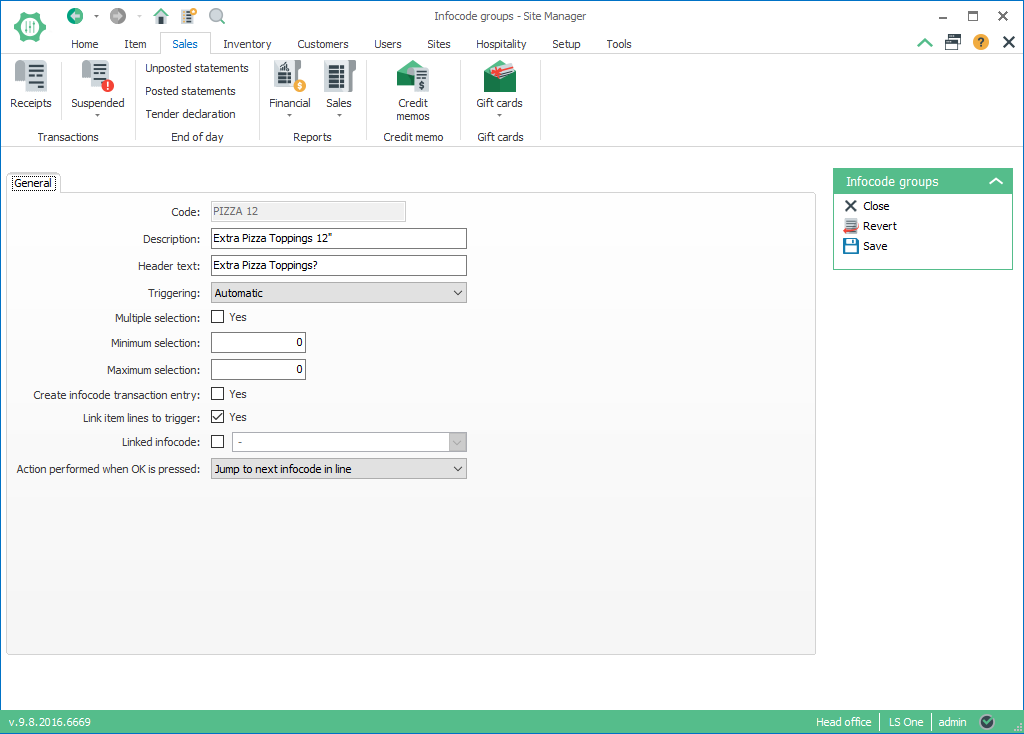 Infocode groups - Site Manager
Home Item Sales Inventory Customers Users Sites Hospitality Setup Tools
Receipts
Suspended
Transactions
Unposted statements
Posted statements
Tender declaration
End of day
Financial
Sales
Reports
Credit
memos
Credit memo
Gift cards
Gift cards
General
Code: PIZZA 12
Description: Extra Pizza Toppings 12"
Header text: Extra Pizza Toppings?
Triggering: Automatic
Multiple selection: Yes
Minimum selection: 0
Maximum selection: 0
Create infocode transaction entry: Yes
Link item lines to trigger: Yes
Linked infocode: -
Action performed when OK is pressed: Jump to next infocode in line
Infocode groups
Close
Revert
Save
v.9.8.2016.6669 Head office LS One admin